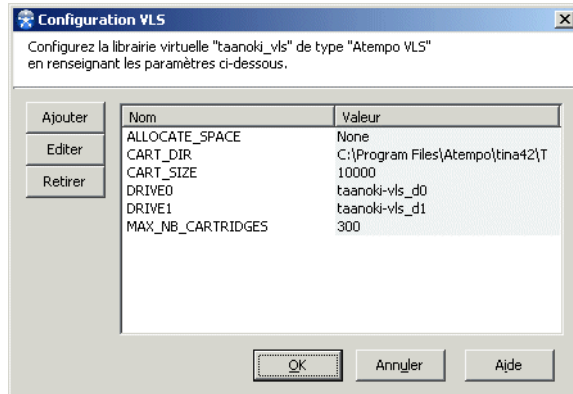 Configuration VLS
Configurez la librairie virtuelle "taanoki_vls" de type "Atempo VLS"
en renseignant les paramètres ci-dessous.
Ajouter
Editer
Retirer
Nom Valeur
ALLOCATE_SPACE None
CART_DIR C:\Program Files\Atempo\tina42\T
CART_SIZE 10000
DRIVE0 taanoki-vls_d0
DRIVE1 taanoki-vls_d1
MAX_NB_CARTRIDGES 300
OK Annuler Aide